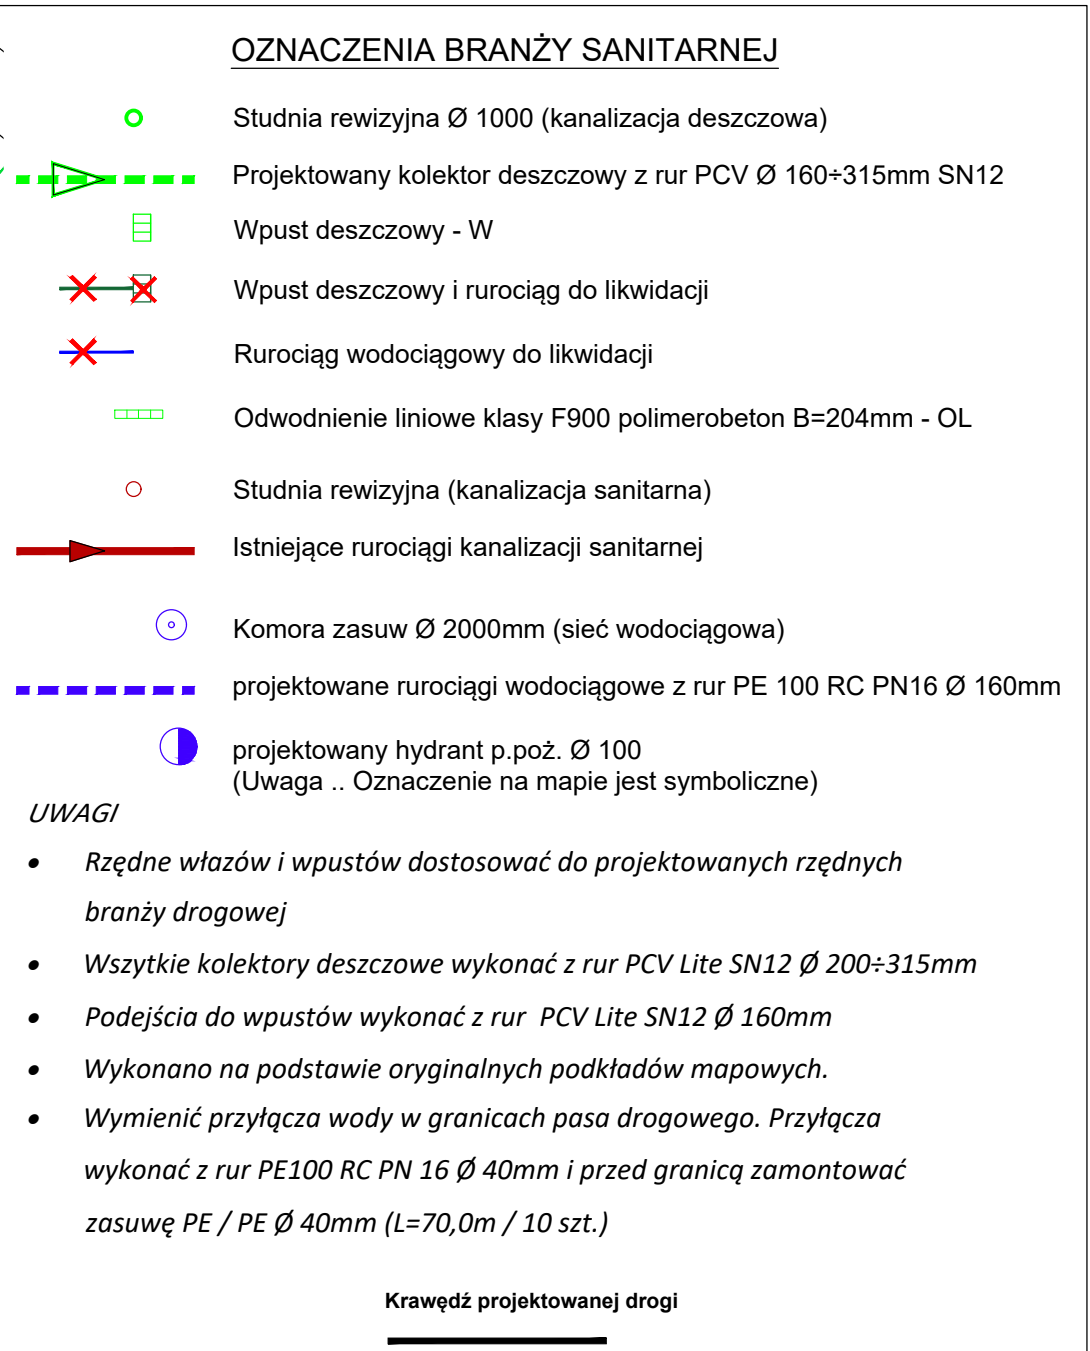 OZNACZENIA BRANŻY SANITARNEJ
Studnia rewizyjna Ø 1000 (kanalizacja deszczowa)
Projektowany kolektor deszczowy z rur PCV Ø 160÷315mm SN12
Wpust deszczowy - W
Wpust deszczowy i rurociąg do likwidacji
Rurociąg wodociągowy do likwidacji
Odwodnienie liniowe klasy F900 polimerobeton B=204mm - OL
Studnia rewizyjna (kanalizacja sanitarna)
Istniejące rurociągi kanalizacji sanitarnej
Komora zasuw Ø 2000mm (sieć wodociągowa)
projektowane rurociągi wodociągowe z rur PE 100 RC PN16 Ø 160mm
projektowany hydrant p.poż. Ø 100
(Uwaga .. Oznaczenie na mapie jest symboliczne)
UWAGI
• Rzędne włazów i wpustów dostosować do projektowanych rzędnych
branży drogowej
• Wszytkie kolektory deszczowe wykonać z rur PCV Lite SN12 Ø 200÷315mm
• Podejścia do wpustów wykonać z rur PCV Lite SN12 Ø 160mm
• Wykonano na podstawie oryginalnych podkładów mapowych.
• Wymienić przyłącza wody w granicach pasa drogowego. Przyłącza
wykonać z rur PE100 RC PN 16 Ø 40mm i przed granicą zamontować
zasuwę PE / PE Ø 40mm (L=70,0m / 10 szt.)
Krawędź projektowanej drogi